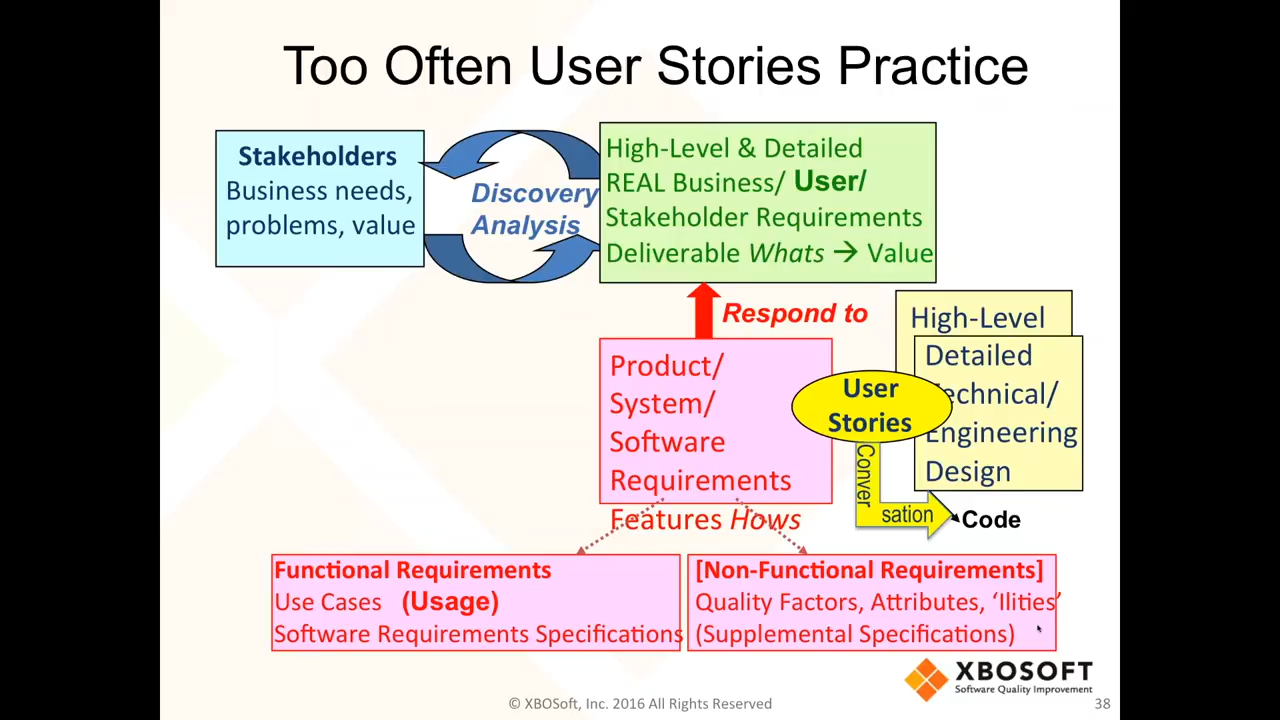 Too Often User Stories Practice
Stakeholders
Business needs,
problems, value
Discovery
Analysis
High-Level & Detailed
REAL Business/ User/
Stakeholder Requirements
Deliverable Whats → Value
Respond to
Product/
System/
Software
Requirements
Features Hows
User
Stories
High-Level
Detailed
Technical/
Engineering
Design
Conver
sation
Code
Functional Requirements
Use Cases (Usage)
Software Requirements Specifications
[Non-Functional Requirements]
Quality Factors, Attributes, ‘Ilities’
(Supplemental Specifications)
XBOSOFT
Software Quality Improvement
© XBOSoft, Inc. 2016 All Rights Reserved
38